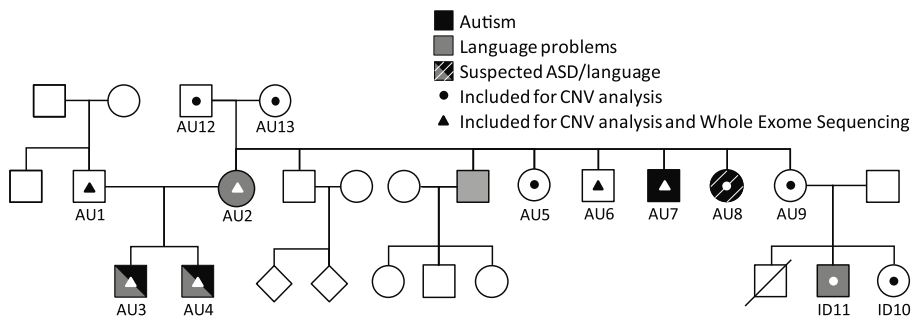 Autism
Language problems
Suspected ASD/language
Included for CNV analysis
Included for CNV analysis and Whole Exome Sequencing
AU12 AU13
AU1 AU2 AU5 AU6 AU7 AU8 AU9
AU3 AU4 ID11 ID10